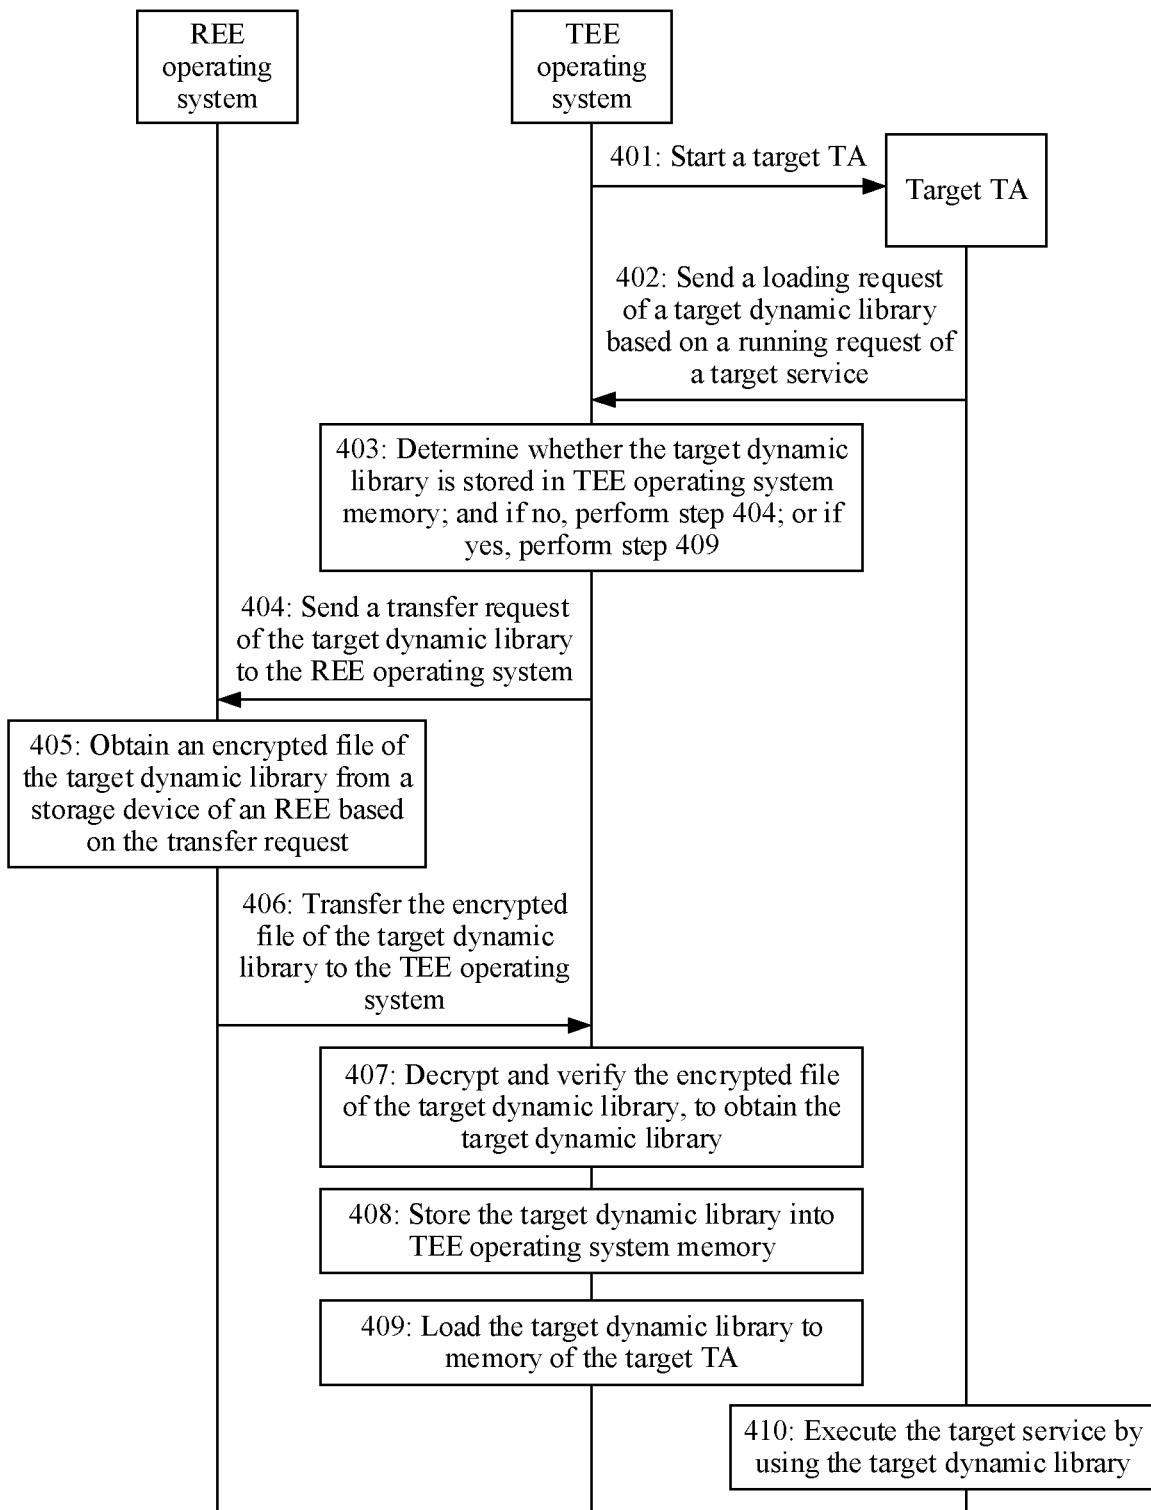 REE
operating
system
TEE
operating
system
401: Start a target TA
Target TA
402: Send a loading request
of a target dynamic library
based on a running request of
a target service
403: Determine whether the target dynamic
library is stored in TEE operating system
memory; and if no, perform step 404; or if
yes, perform step 409
404: Send a transfer request
of the target dynamic library
to the REE operating system
405: Obtain an encrypted file of
the target dynamic library from a
storage device of an REE based
on the transfer request
406: Transfer the encrypted
file of the target dynamic
library to the TEE operating
system
407: Decrypt and verify the encrypted file
of the target dynamic library, to obtain the
target dynamic library
408: Store the target dynamic library into
TEE operating system memory
409: Load the target dynamic library to
memory of the target TA
410: Execute the target service by
using the target dynamic library